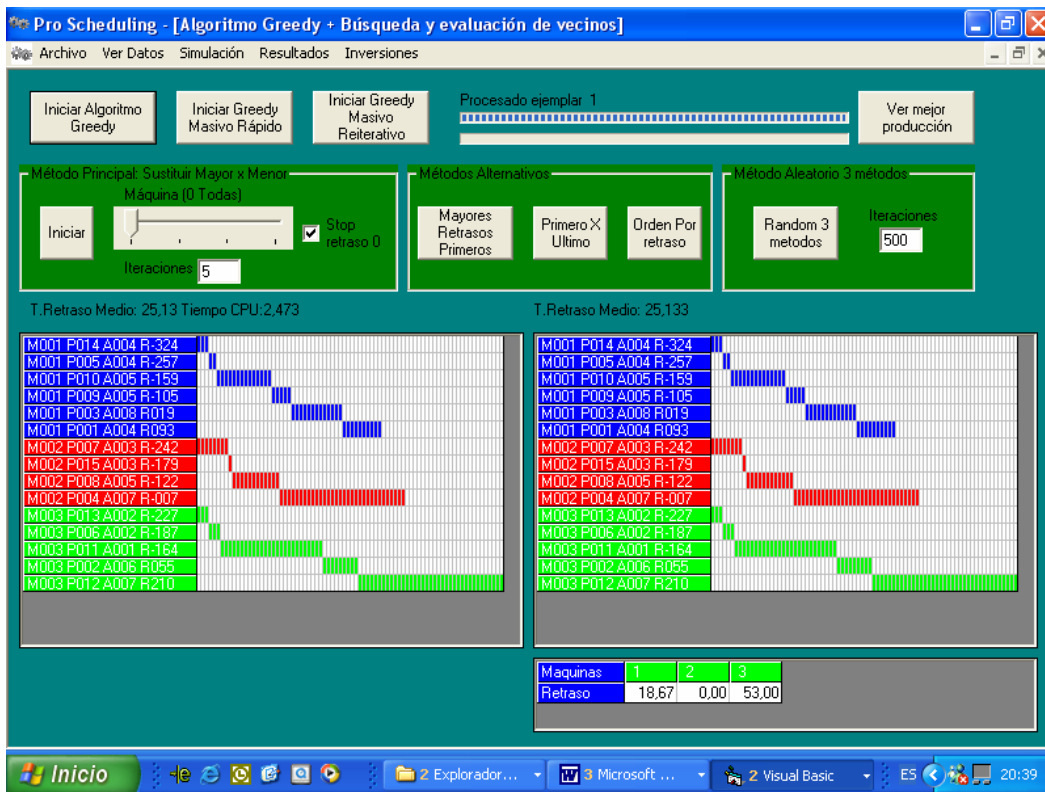 Pro Scheduling - [Algoritmo Greedy + Búsqueda y evaluación de vecinos]
Archivo Ver Datos Simulación Resultados Inversiones
Iniciar Algoritmo Greedy
Iniciar Greedy Masivo Rápido
Iniciar Greedy Masivo Reiterativo
Procesado ejemplar 1
Ver mejor producción
Método Principal: Sustituir Mayor x Menor
Máquina (0 Todas)
Iniciar
Stop retraso 0
Iteraciones 5
Métodos Alternativos
Mayores Retrasos Primeros
Primero X Ultimo
Orden Por retraso
Método Aleatorio 3 métodos
Random 3 metodos
Iteraciones
500
T.Retraso Medio: 25,13 Tiempo CPU:2,473
M001 P014 A004 R-324
M001 P005 A004 R-257
M001 P010 A005 R-159
M001 P009 A005 R-105
M001 P003 A008 R019
M001 P001 A004 R093
M002 P007 A003 R-242
M002 P015 A003 R-179
M002 P008 A005 R-122
M002 P004 A007 R-007
M003 P013 A002 R-227
M003 P006 A002 R-187
M003 P011 A001 R-164
M003 P002 A006 R055
M003 P012 A007 R210
T.Retraso Medio: 25,133
M001 P014 A004 R-324
M001 P005 A004 R-257
M001 P010 A005 R-159
M001 P009 A005 R-105
M001 P003 A008 R019
M001 P001 A004 R093
M002 P007 A003 R-242
M002 P015 A003 R-179
M002 P008 A005 R-122
M002 P004 A007 R-007
M003 P013 A002 R-227
M003 P006 A002 R-187
M003 P011 A001 R-164
M003 P002 A006 R055
M003 P012 A007 R210
Maquinas 1 2 3
Retraso 18,67 0,00 53,00
Inicio
2 Explorador...
3 Microsoft ...
2 Visual Basic
ES
20:39